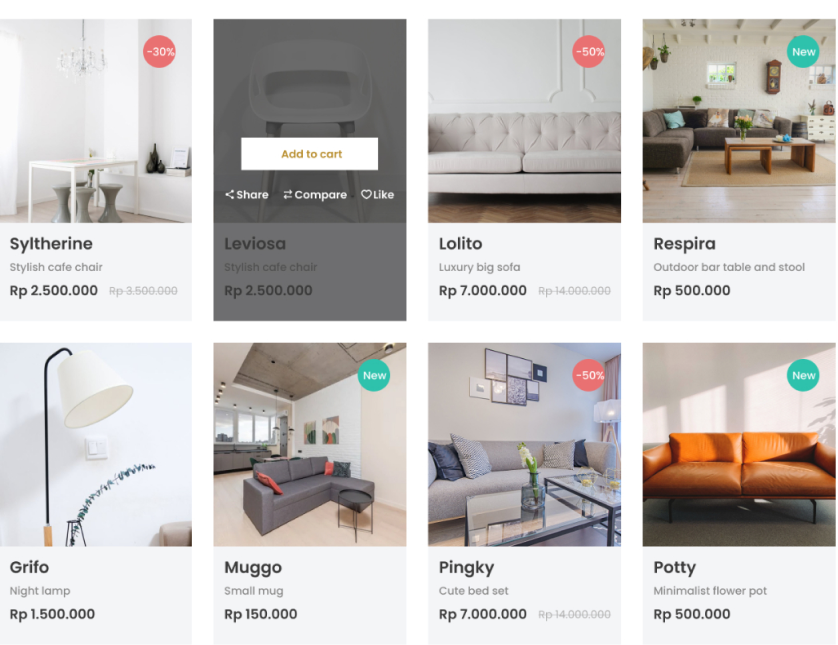 -30%
Syltherine
Stylish cafe chair
Rp 2.500.000 Rp 3.500.000
Add to cart
Share Compare Like
Leviosa
Stylish cafe chair
Rp 2.500.000
-50%
Lolito
Luxury big sofa
Rp 7.000.000 Rp 14.000.000
New
Respira
Outdoor bar table and stool
Rp 500.000
Grifo
Night lamp
Rp 1.500.000
New
Muggo
Small mug
Rp 150.000
-50%
Pingky
Cute bed set
Rp 7.000.000 Rp 14.000.000
New
Potty
Minimalist flower pot
Rp 500.000